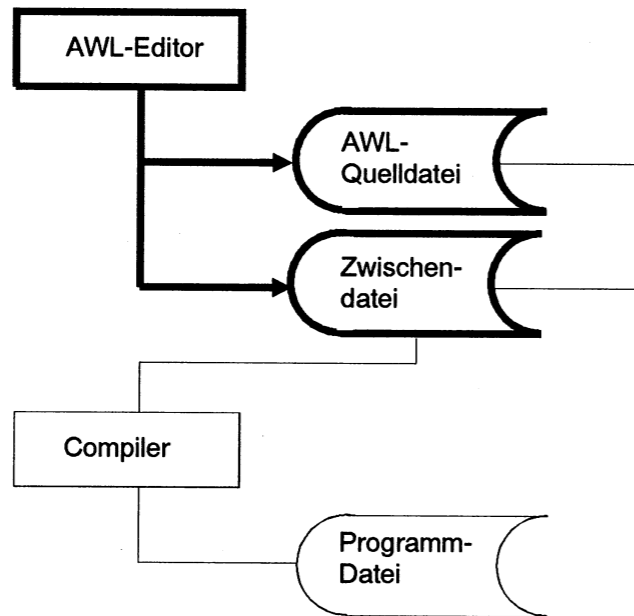 AWL-Editor
AWL-
Quelldatei
Zwischen-
datei
Compiler
Programm-
Datei